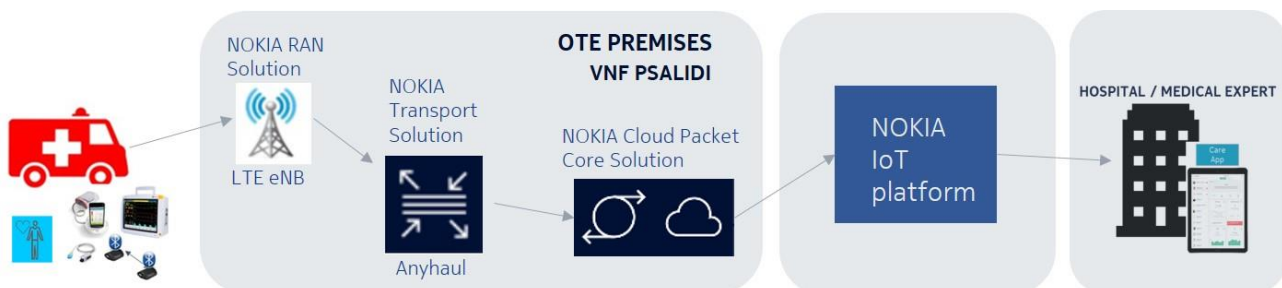 NOKIA RAN
Solution
LTE eNB
NOKIA
Transport
Solution
Anyhaul
OTE PREMISES
VNF PSALIDI
NOKIA Cloud Packet
Core Solution
NOKIA
IoT
platform
HOSPITAL / MEDICAL EXPERT
Care
App